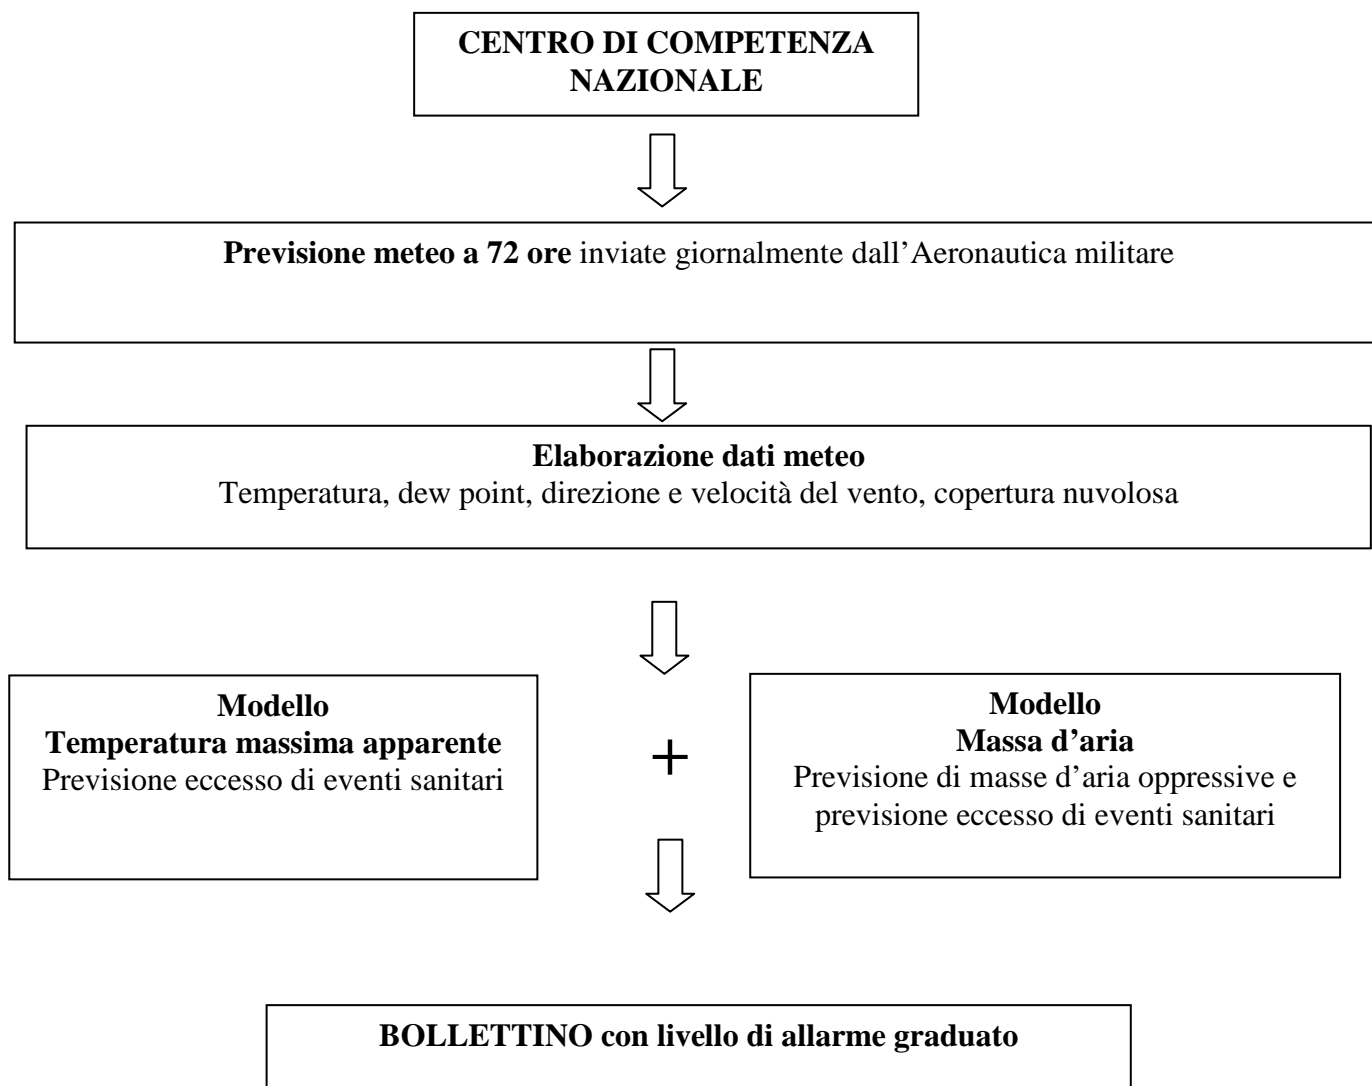 CENTRO DI COMPETENZA
NAZIONALE
Previsione meteo a 72 ore inviate giornalmente dall’Aeronautica militare
Elaborazione dati meteo
Temperatura, dew point, direzione e velocità del vento, copertura nuvolosa
Modello
Temperatura massima apparente
Previsione eccesso di eventi sanitari
+
Modello
Massa d’aria
Previsione di masse d’aria oppressive e
previsione eccesso di eventi sanitari
BOLLETTINO con livello di allarme graduato